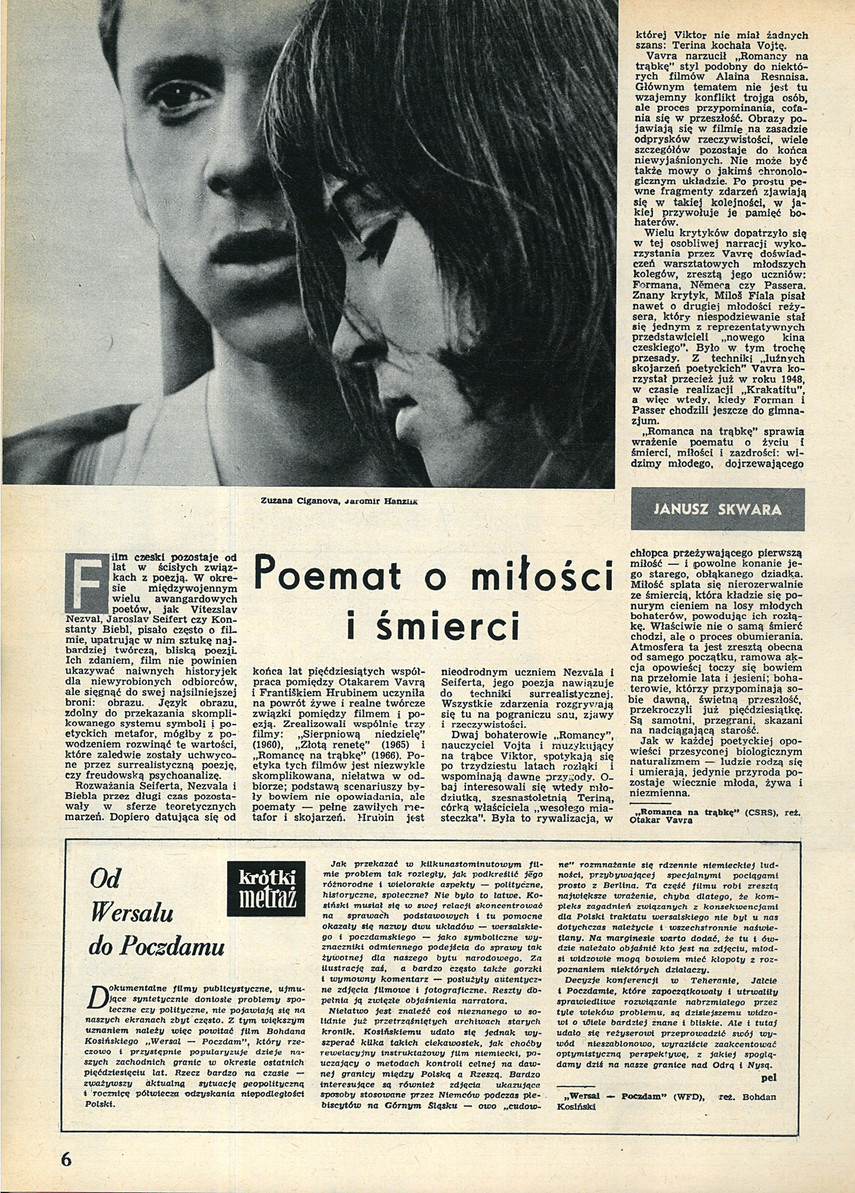 Zuzana Ciganova, Jaromir Hanzlik
Poemat o miłości
i śmierci
JANUSZ SKWARA
Film czeski pozostaje od
lat w ścisłych związ-
kach z poezją. W okre-
sie międzywojennym
wielu awangardowych
poetów, jak Vitezslav
Nezval, Jaroslav Seifert czy Kon-
stanty Biebl, pisało często o fil-
mie, upatrując w nim sztukę naj-
bardziej twórczą, bliską poezji.
Ich zdaniem, film nie powinien
ukazywać naiwnych historyjek
dla niewyrobionych odbiorców,
ale sięgnąć do swej najsilniejszej
broni: obrazu. Język obrazu,
zdolny do przekazania skompli-
kowanego systemu symboli i po-
etyckich metafor, mógłby z po-
wodzeniem rozwinąć te wartości,
które zaledwie zostały uchwyco-
ne przez surrealistyczną poezję,
czy freudowską psychoanalizę.
Rozważania Seiferta, Nezvala i
Biebla przez długi czas pozosta-
wały w sferze teoretycznych
marzeń. Dopiero datująca się od
końca lat pięćdziesiątych współ-
praca pomiędzy Otakarem Vavrą
i Františkiem Hrubinem uczyniła
na powrót żywe i realne twórcze
związki pomiędzy filmem i po-
ezją. Zrealizowali wspólnie trzy
filmy: „Sierpniową niedzielę”
(1960), „Złotą renetę” (1965) i
„Romancę na trąbkę” (1966). Po-
etyka tych filmów jest niezwykle
skomplikowana, niełatwa w od-
biorze; podstawą scenariuszy by-
ły bowiem nie opowiadania, ale
poematy — pełne zawiłych me-
tafor i skojarzeń. Hrubin jest
nieodrodnym uczniem Nezvala i
Seiferta, jego poezja nawiązuje
do techniki surrealistycznej.
Wszystkie zdarzenia rozgrywają
się tu na pograniczu snu, zjawy
i rzeczywistości.
Dwaj bohaterowie „Romancy”,
nauczyciel Vojta i muzykujący
na trąbce Viktor, spotykają się
po trzydziestu latach rozłąki i
wspominają dawne przygody. O-
baj interesowali się wtedy mło-
dziutką, szesnastoletnią Teriną,
córką właściciela „wesołego mia-
steczka”. Była to rywalizacja, w
której Viktor nie miał żadnych
szans: Terina kochała Vojtę.
Vavra narzucił „Romancy na
trąbkę” styl podobny do niektó-
rych filmów Alaina Resnaisa.
Głównym tematem nie jest tu
wzajemny konflikt trojga osób,
ale proces przypominania, cofa-
nia się w przeszłość. Obrazy po-
jawiają się w filmie na zasadzie
odprysków rzeczywistości, wiele
szczegółów pozostaje do końca
niewyjaśnionych. Nie może być
także mowy o jakimś chronolo-
gicznym układzie. Po prostu pe-
wne fragmenty zdarzeń zjawiają
się w takiej kolejności, w ja-
kiej przywołuje je pamięć bo-
haterów.
Wielu krytyków dopatrzyło się
w tej osobliwej narracji wyko-
rzystania przez Vavrę doświad-
czeń warsztatowych młodszych
kolegów, zresztą jego uczniów:
Formana, Němeca czy Passera.
Znany krytyk, Miloš Fiala pisał
nawet o drugiej młodości reży-
sera, który niespodziewanie stał
się jednym z reprezentatywnych
przedstawicieli „nowego kina
czeskiego”. Było w tym trochę
przesady. Z techniki „luźnych
skojarzeń poetyckich” Vavra ko-
rzystał przecież już w roku 1948,
w czasie realizacji „Krakatitu”,
a więc wtedy, kiedy Forman i
Passer chodzili jeszcze do gimna-
zjum.
„Romanca na trąbkę” sprawia
wrażenie poematu o życiu i
śmierci, miłości i zazdrości: wi-
dzimy młodego, dojrzewającego
chłopca przeżywającego pierwszą
miłość — i powolne konanie je-
go starego, obłąkanego dziadka.
Miłość splata się nierozerwalnie
ze śmiercią, która kładzie się po-
nurym cieniem na losy młodych
bohaterów, powodując ich rozłą-
kę. Właściwie nie o samą śmierć
chodzi, ale o proces obumierania.
Atmosfera ta jest zresztą obecna
od samego początku, ramowa ak-
cja opowieści toczy się bowiem
na przełomie lata i jesieni; boha-
terowie, którzy przypominają so-
bie dawną, świetną przeszłość,
przekroczyli już pięćdziesiątkę.
Są samotni, przegrani, skazani
na nadciągającą starość.
Jak w każdej poetyckiej opo-
wieści przesyconej biologicznym
naturalizmem — ludzie rodzą się
i umierają, jedynie przyroda po-
zostaje wiecznie młoda, żywa i
niezmienna.
„Romanca na trąbkę” (CSRS), reż.
Otakar Vavra
Od
Wersalu
do Poczdamu
krótki
metraż
Dokumentalne filmy publicystyczne, ujmu-
jące syntetycznie doniosłe problemy spo-
łeczne czy polityczne, nie pojawiają się na
naszych ekranach zbyt często. Z tym większym
uznaniem należy więc powitać film Bohdana
Kosińskiego „Wersal — Poczdam”, który rze-
czowo i przystępnie popularyzuje dzieje na-
szych zachodnich granic w okresie ostatnich
pięćdziesięciu lat. Rzecz bardzo na czasie —
zważywszy aktualną sytuację geopolityczną
i rocznicę półwiecza odzyskania niepodległości
Polski.
Jak przekazać w kilkunastominutowym fil-
mie problem tak rozległy, jak podkreślić jego
różnorodne i wielorakie aspekty — polityczne,
historyczne, społeczne? Nie było to łatwe. Ko-
siński musiał się w swej relacji skoncentrować
na sprawach podstawowych i tu pomocne
okazały się nazwy dwu układów — wersalskie-
go i poczdamskiego — jako symboliczne wy-
znaczniki odmiennego podejścia do sprawy tak
żywotnej dla naszego bytu narodowego. Za
ilustrację zaś, a bardzo często także gorzki
i wymowny komentarz — posłużyły autentycz-
ne zdjęcia filmowe i fotograficzne. Reszty do-
pełnia ją zwięzłe objaśnienia narratora.
Niełatwo jest znaleźć coś nieznanego w so-
lidnie już przetrząśniętych archiwach starych
kronik. Kosińskiemu udało się jednak wy-
szperać kilka takich ciekawostek, jak choćby
rewelacyjny instruktażowy film niemiecki, po-
uczający o metodach kontroli celnej na daw-
nej granicy między Polską a Rzeszą. Bardzo
interesujące są również zdjęcia ukazujące
sposoby stosowane przez Niemców podczas ple-
biscytów na Górnym Śląsku — owo „cudow-
ne” rozmnażanie się rdzennie niemieckiej lud-
ności, przybywającej specjalnymi pociągami
prosto z Berlina. Ta część filmu robi zresztą
największe wrażenie, chyba dlatego, że kom-
pleks zagadnień związanych z konsekwencjami
dla Polski traktatu wersalskiego nie był u nas
dotychczas należycie i wszechstronnie naświe-
tlany. Na marginesie warto dodać, że tu i ów-
dzie należało objaśnić kto jest na zdjęciu, młod-
si widzowie mogą bowiem mieć kłopoty z roz-
poznaniem niektórych działaczy.
Decyzje konferencji w Teheranie, Jałcie
i Poczdamie, które zapoczątkowały i utrwaliły
sprawiedliwe rozwiązanie nabrzmiałego przez
tyle wieków problemu, są dzisiejszemu widzo-
wi o wiele bardziej znane i bliskie. Ale i tutaj
udało się reżyserowi przeprowadzić swój wy-
wód nieszablonowo, wyraziście zaakcentować
optymistyczną perspektywę, z jakiej spoglą-
damy dziś na nasze granice nad Odrą i Nysą.
pel
„Wersal — Poczdam” (WFD), reż. Bohdan
Kosiński
6